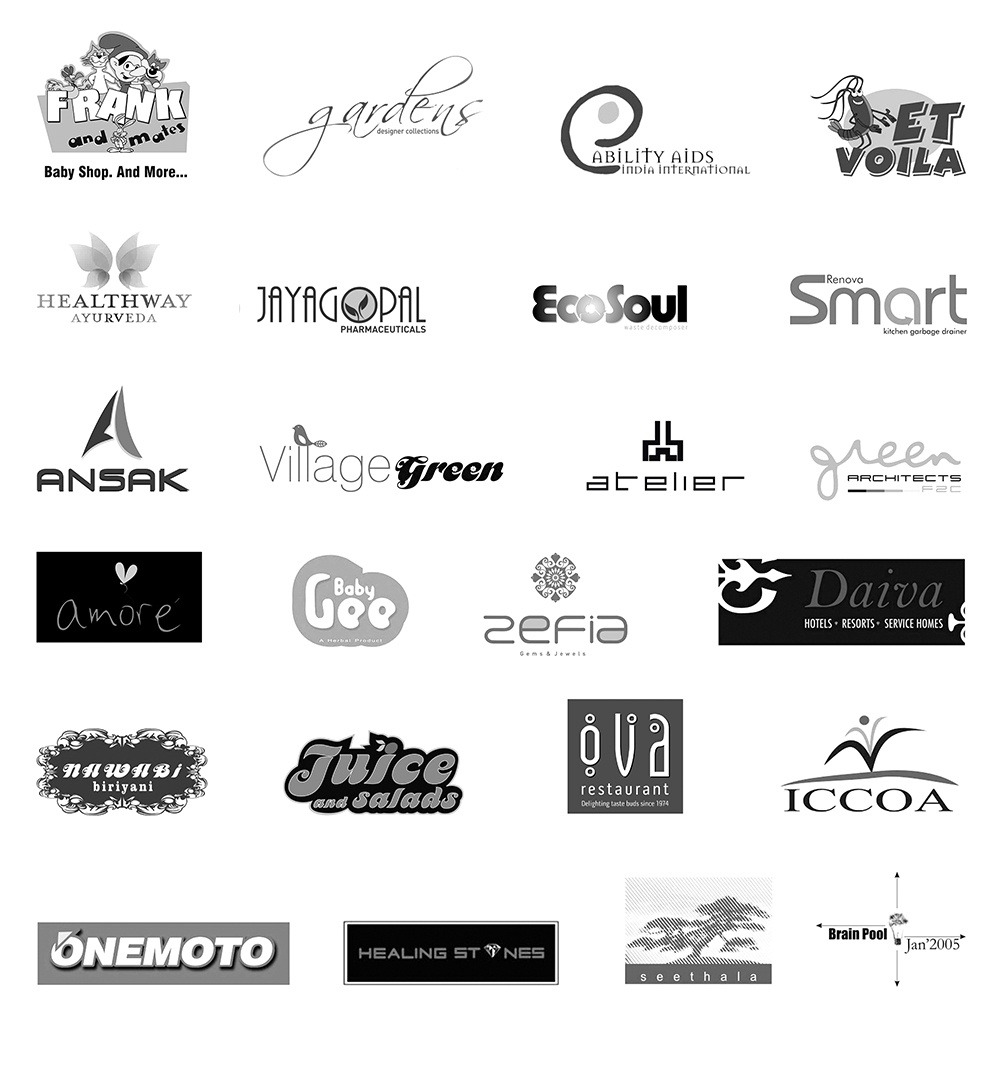 FRANK
and mates
Baby Shop. And More...
gardens
designer collections
ABILITY AIDS
INDIA INTERNATIONAL
ET
VOILA
HEALTHWAY
AYURVEDA
JAYAGOPAL
PHARMACEUTICALS
EcoSoul
waste decomposer
Renova
Smart
kitchen garbage drainer
ANSAK
Village Green
atelier
green
ARCHITECTS
F2C
amore
Baby
Gee
A Herbal Product
zefia
Gems & Jewels
Daiva
HOTELS • RESORTS • SERVICE HOMES
NAWABi
biriyani
Juice
and salads
ova
restaurant
Delighting taste buds since 1974
ICCOA
ONEMOTO
HEALING STONES
seethala
Brain Pool
Jan'2005